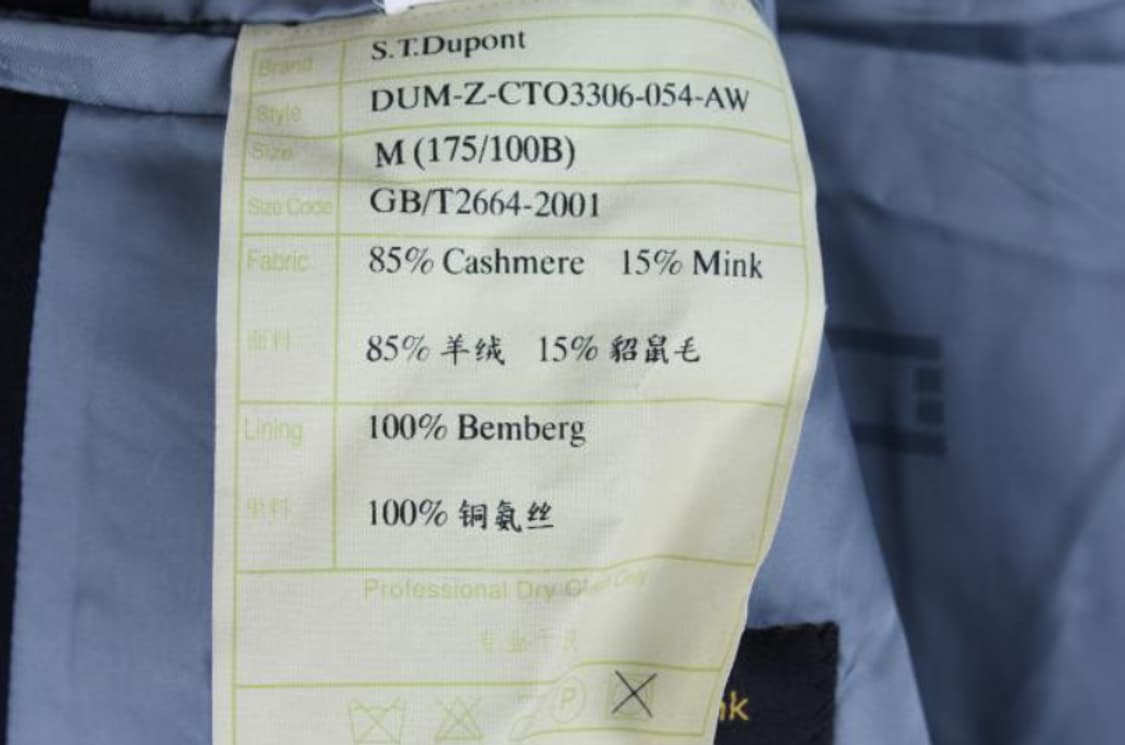 Brand S.T.Dupont
Style DUM-Z-CTO3306-054-AW
Size M (175/100B)
Size Code GB/T2664-2001
Fabric 85% Cashmere 15% Mink
面料 85% 羊绒 15% 貂鼠毛
Lining 100% Bemberg
里料 100% 铜氨丝
Professional Dry Clean Only
专业干洗
P
nk